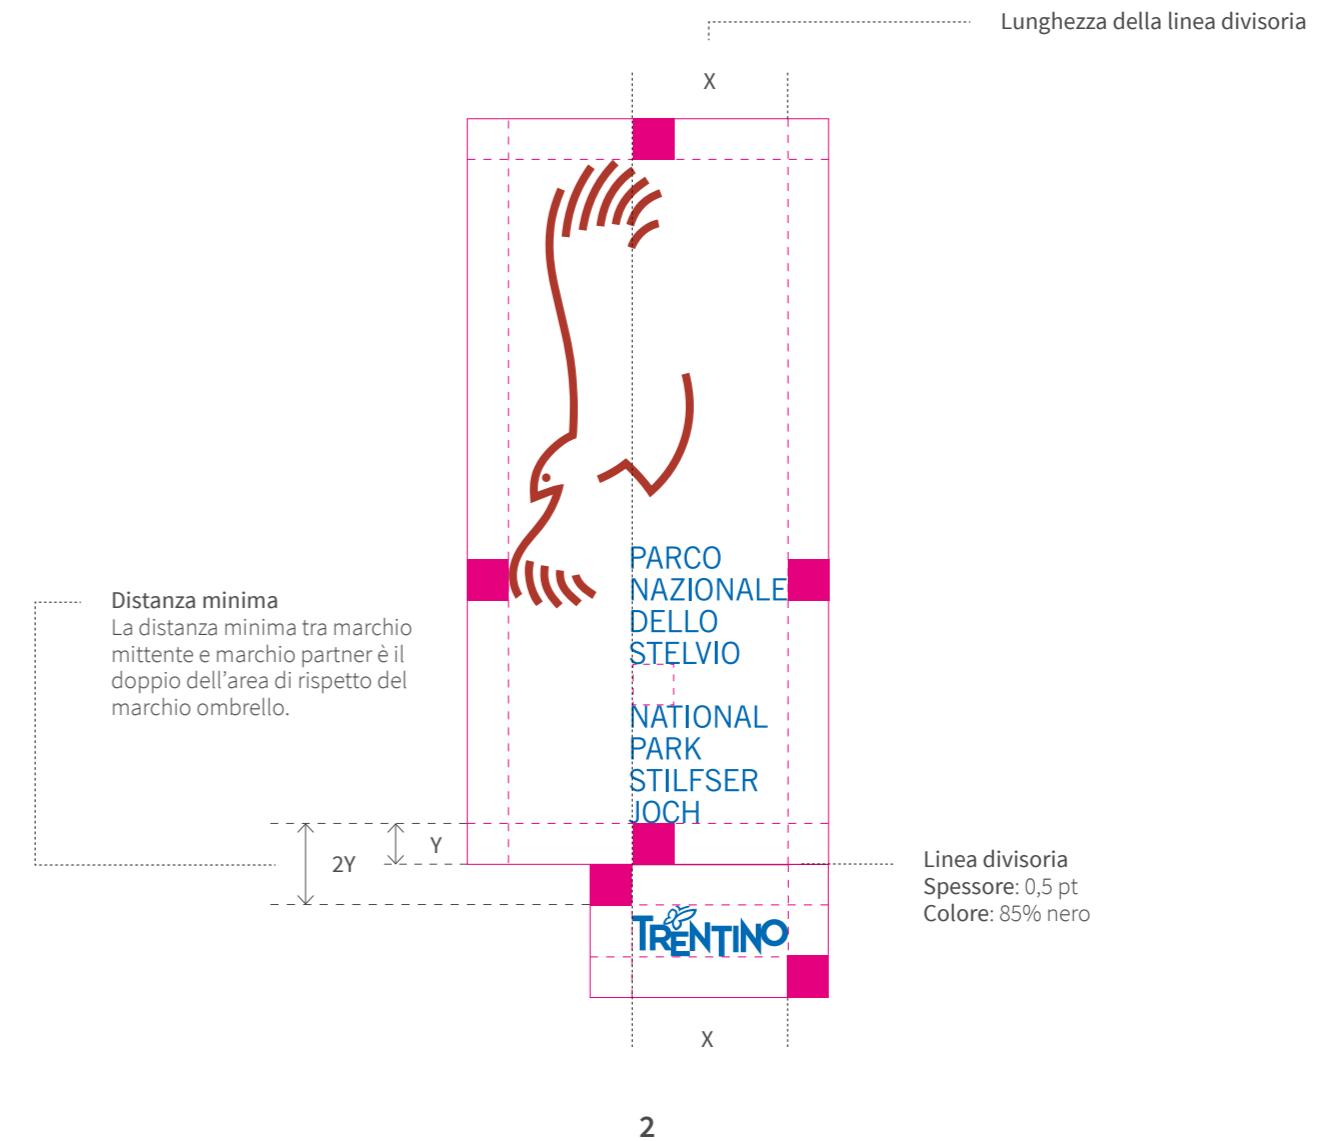 Lunghezza della linea divisoria
X
PARCO
NAZIONALE
DELLO
STELVIO
NATIONAL
PARK
STILFSER
JOCH
Distanza minima
La distanza minima tra marchio
mittente e marchio partner è il
doppio dell’area di rispetto del
marchio ombrello.
Y
2Y
Linea divisoria
Spessore: 0,5 pt
Colore: 85% nero
TRENTINO
X
2